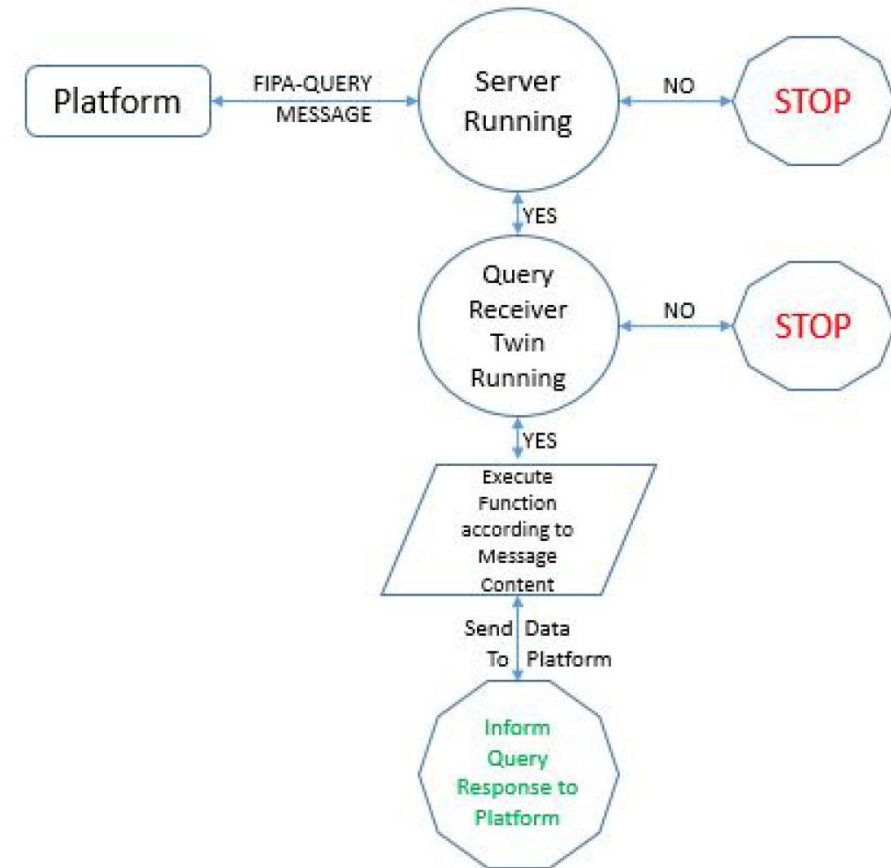 Platform
FIPA-QUERY
MESSAGE
Server
Running
NO
STOP
YES
Query
Receiver
Twin
Running
NO
STOP
YES
Execute
Function
according to
Message
Content
Send Data
To Platform
Inform
Query
Response to
Platform